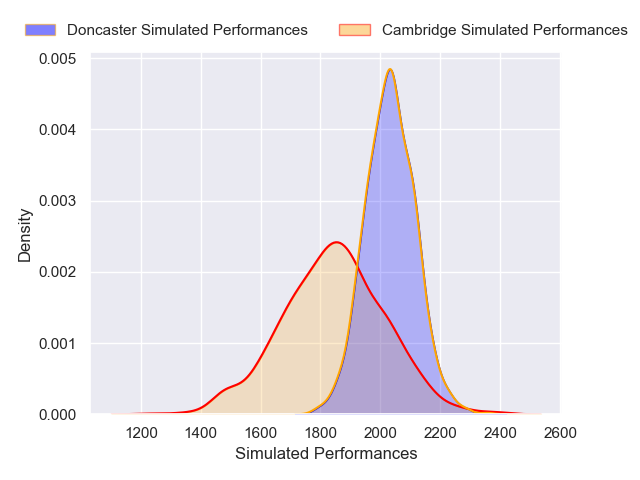 Doncaster Simulated Performances Cambridge Simulated Performances
0.005
0.004
0.003
0.002
0.001
0.000
Density
1200 1400 1600 1800 2000 2200 2400 2600
Simulated Performances